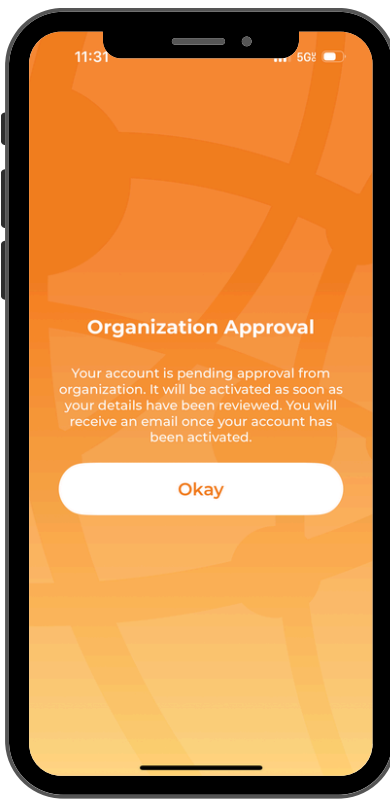 11:31 5G
Organization Approval
Your account is pending approval from
organization. It will be activated as soon as
your details have been reviewed. You will
receive an email once your account has
been activated.
Okay